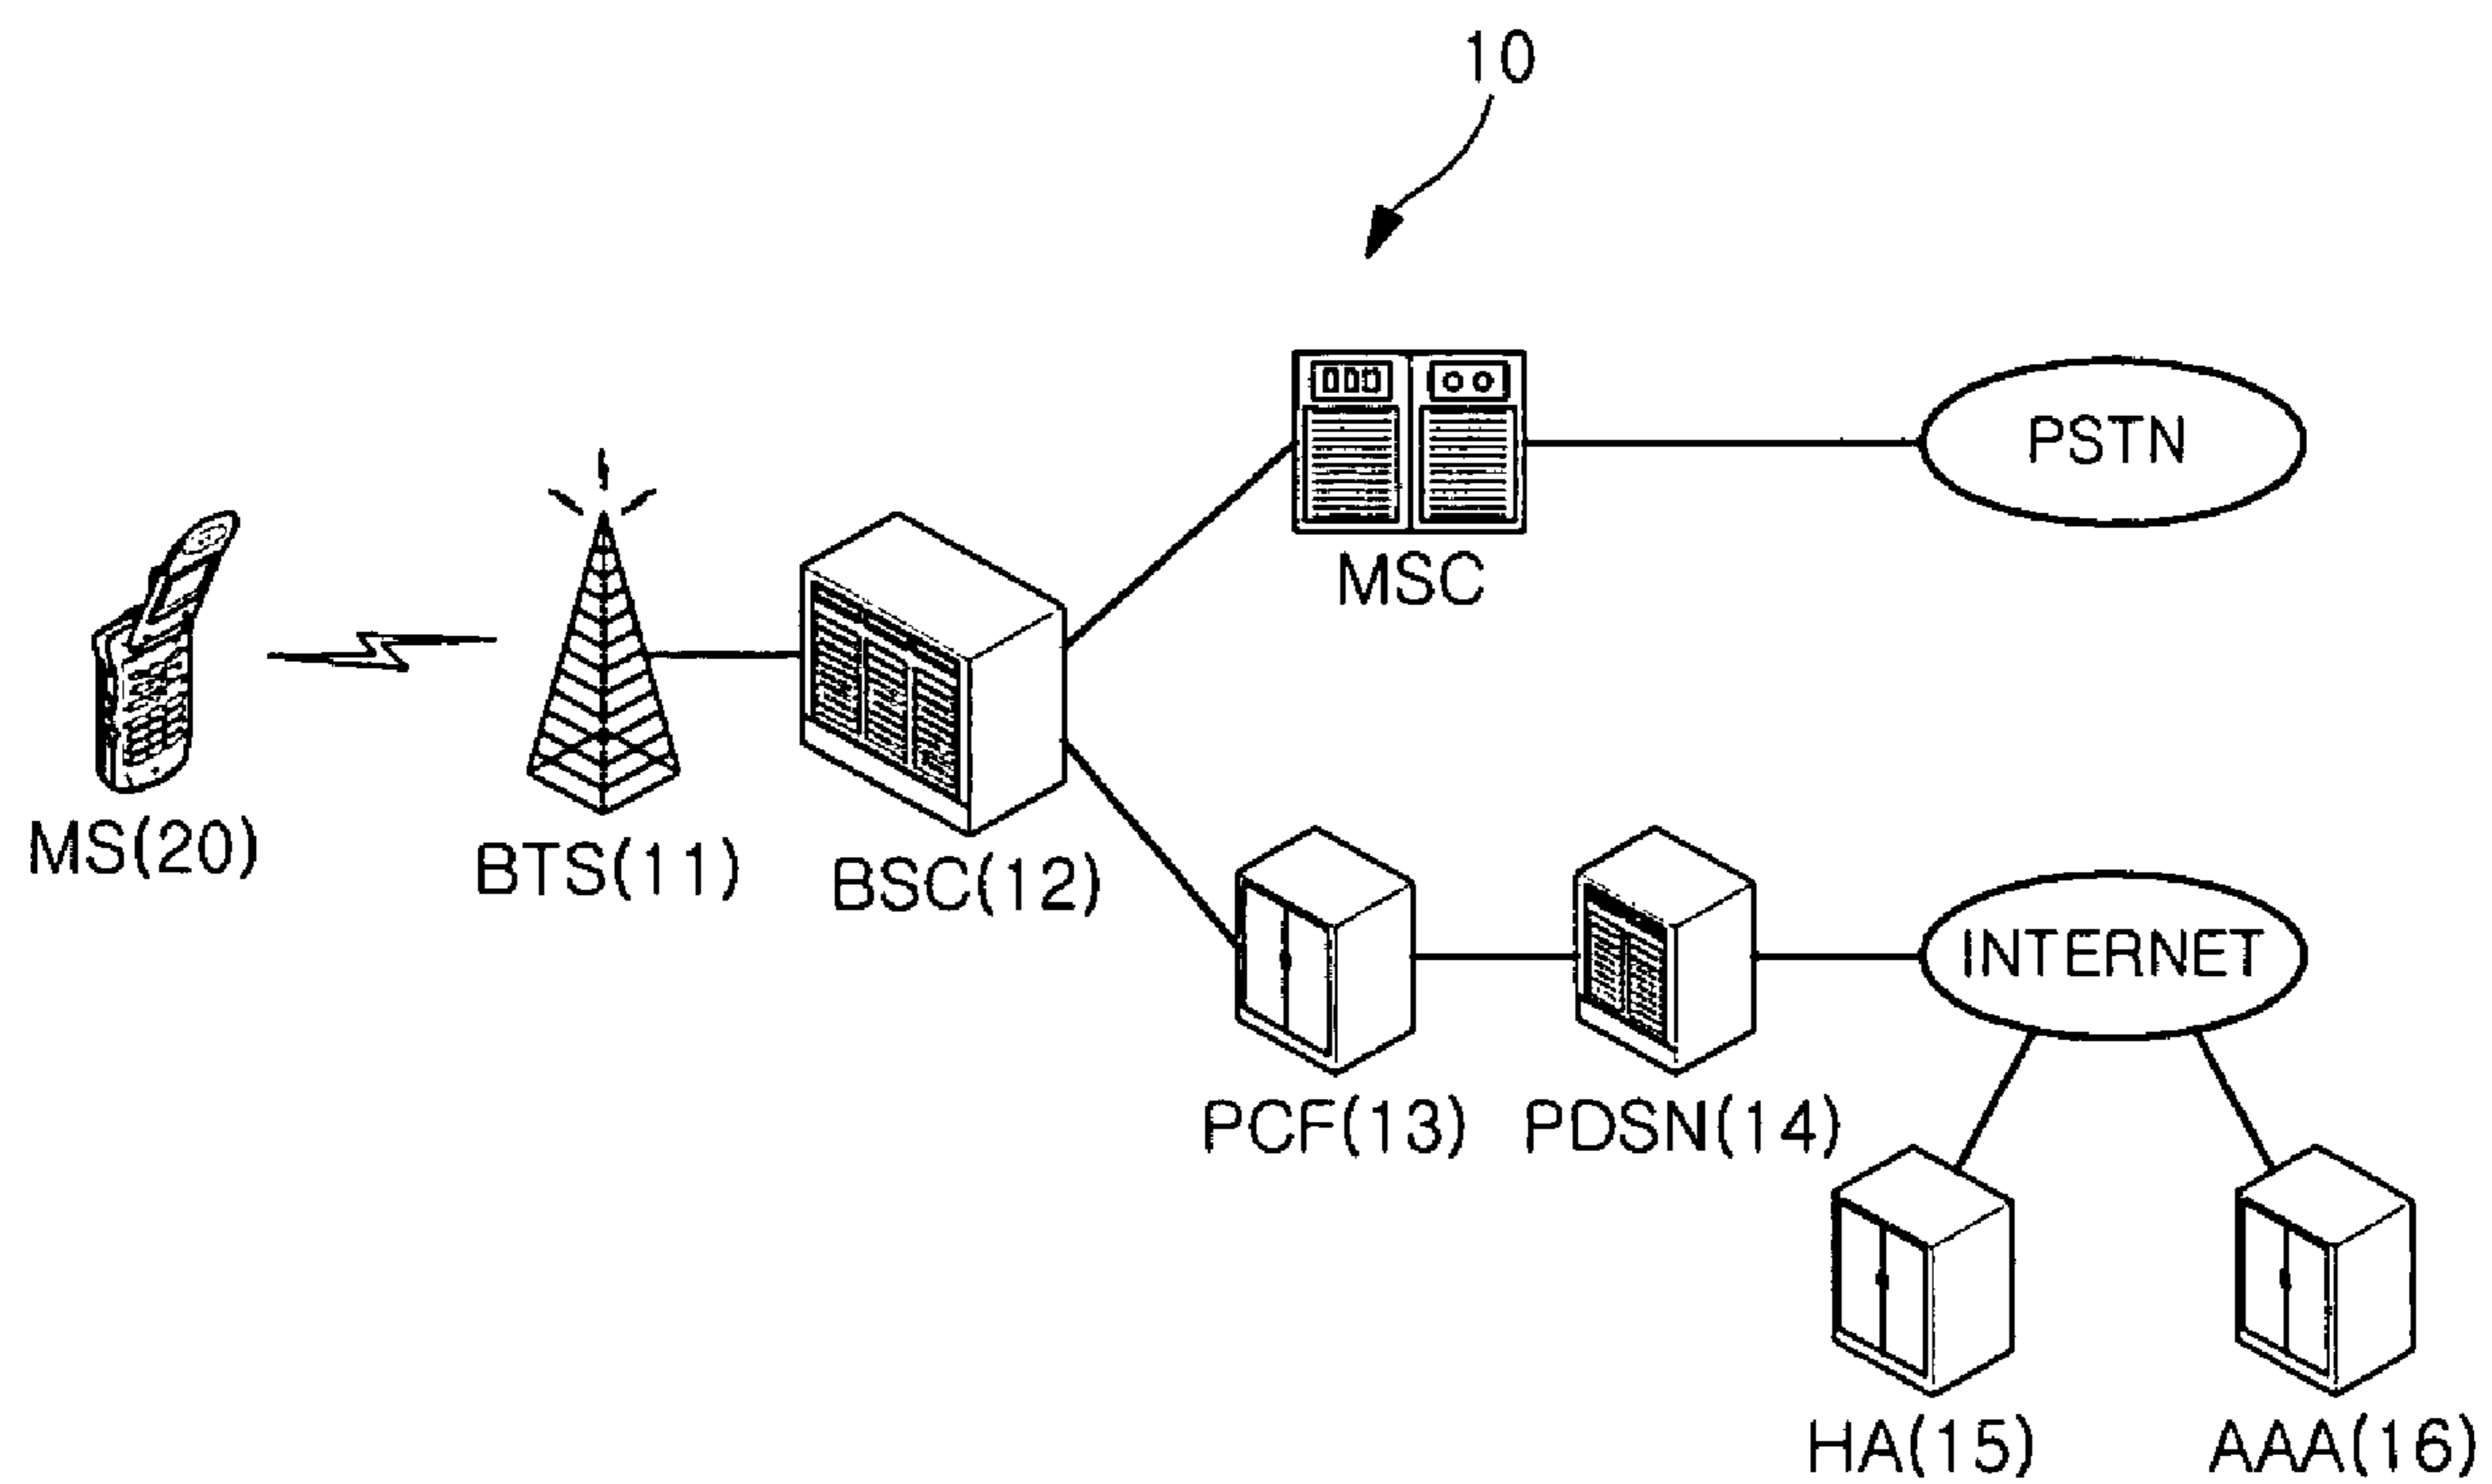 10
PSTN
MSC
MS(20)
BTS(11)
BSC(12)
INTERNET
PCF(13)
PDSN(14)
HA(15)
AAA(16)